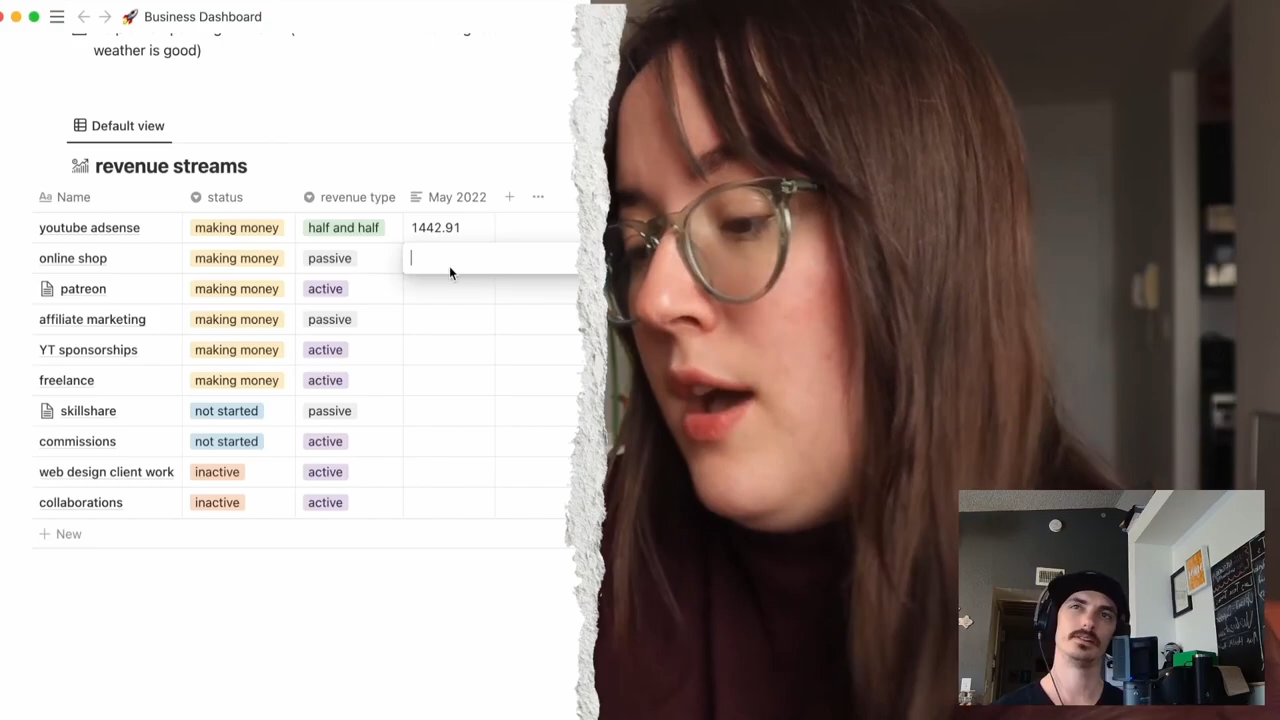 Business Dashboard
weather is good)
Default view
revenue streams
Aa Name status revenue type May 2022
youtube adsense making money half and half 1442.91
online shop making money passive
patreon making money active
affiliate marketing making money passive
YT sponsorships making money active
freelance making money active
skillshare not started passive
commissions not started active
web design client work inactive active
collaborations inactive active
+ New